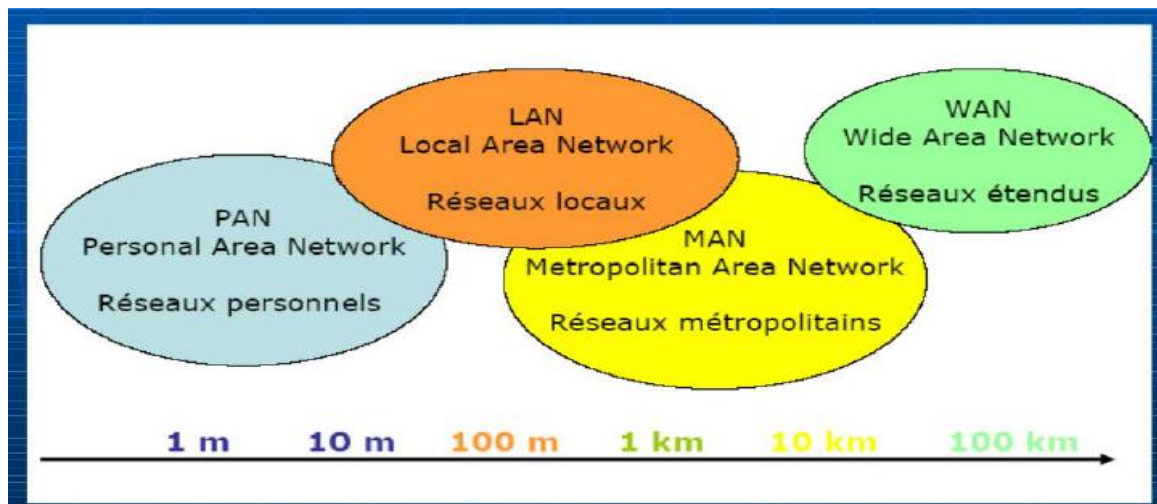 PAN
Personal Area Network
Réseaux personnels
LAN
Local Area Network
Réseaux locaux
MAN
Metropolitan Area Network
Réseaux métropolitains
WAN
Wide Area Network
Réseaux étendus
1 m 10 m 100 m 1 km 10 km 100 km